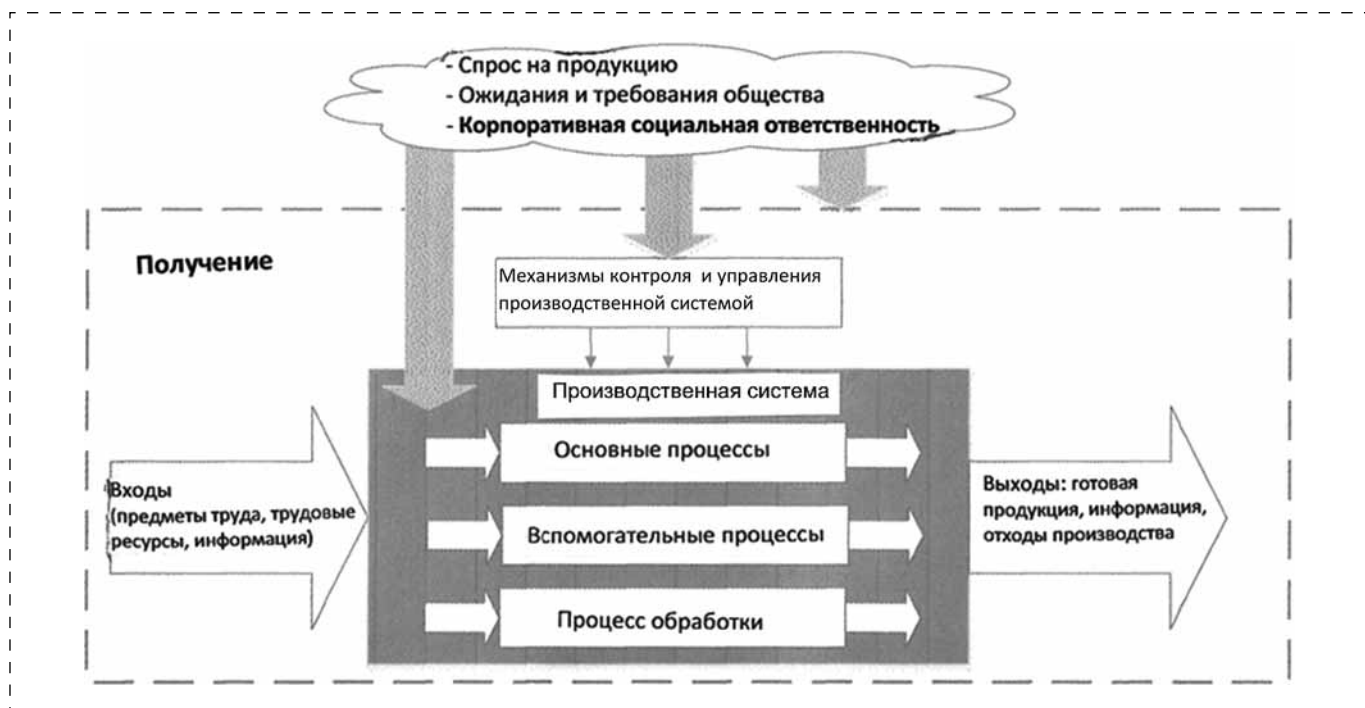 - Спрос на продукцию
- Ожидания и требования общества
- Корпоративная социальная ответственность
Получение
Механизмы контроля и управления
производственной системой
Производственная система
Основные процессы
Входы
(предметы труда, трудовые
ресурсы, информация)
Вспомогательные процессы
Выходы: готовая
продукция, информация,
отходы производства
Процесс обработки